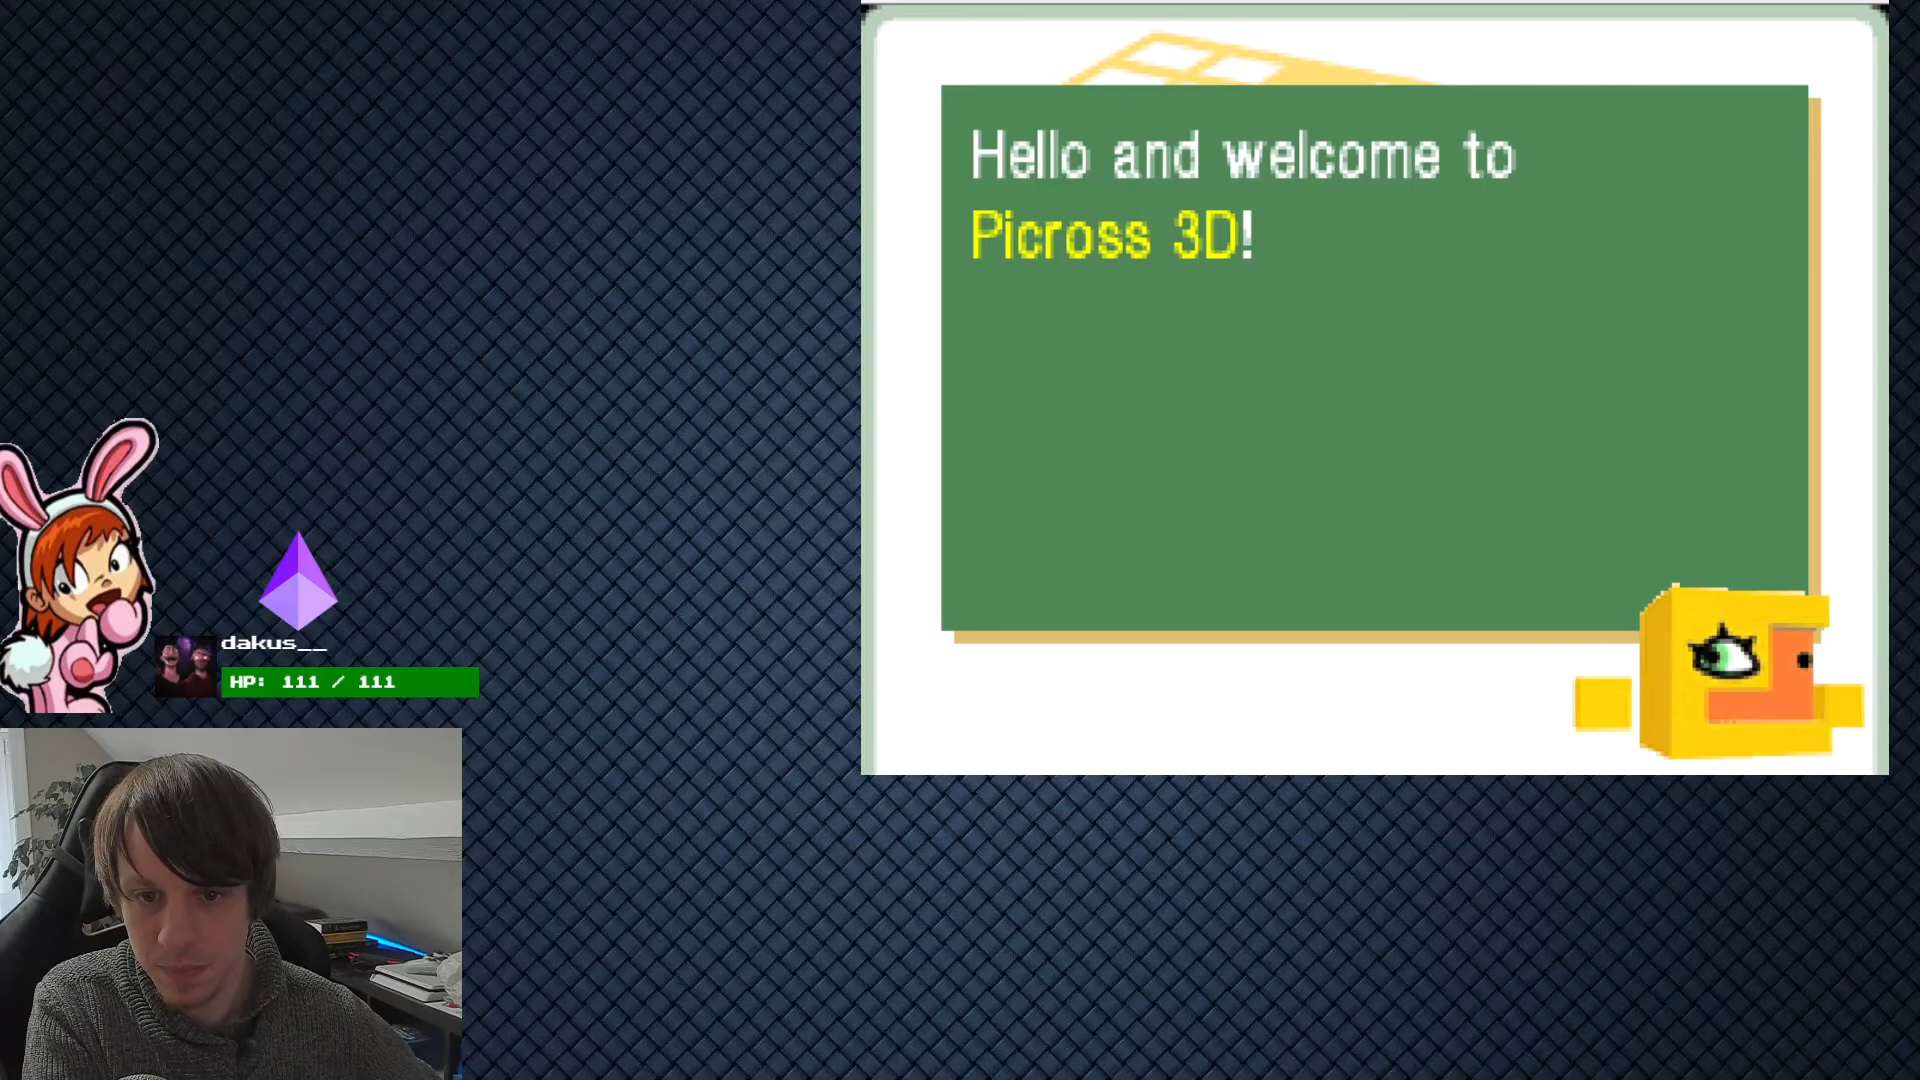 Hello and welcome to
Picross 3D!
dakus__
HP: 111 / 111